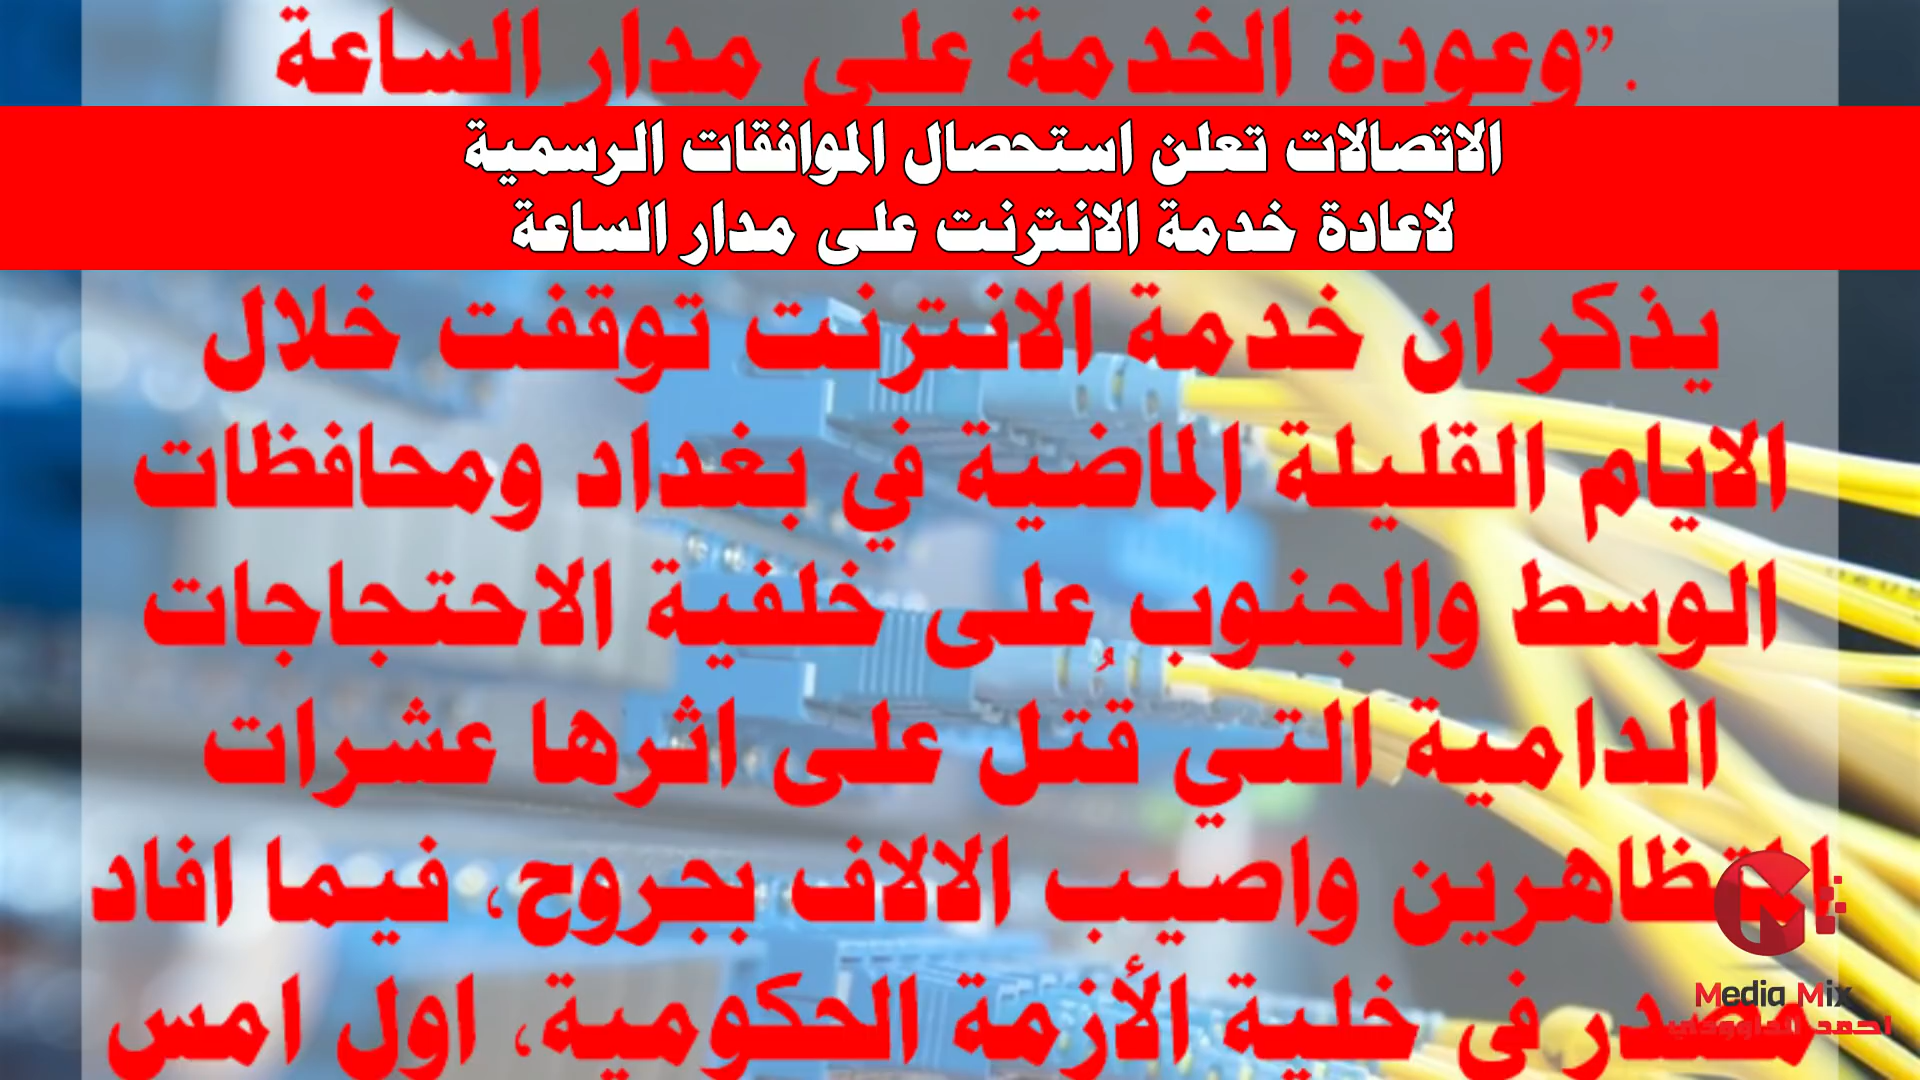 وعودة الخدمة على مدار الساعة”.
الاتصالات تعلن استحصال الموافقات الرسمية
لاعادة خدمة الانترنت على مدار الساعة
يذكر ان خدمة الانترنت توقفت خلال
الايام القليلة الماضية في بغداد ومحافظات
الوسط والجنوب على خلفية الاحتجاجات
الدامية التي قُتل على اثرها عشرات
المتظاهرين واصيب الالاف بجروح، فيما افاد
مصدر في خلية الأزمة الحكومية، اول امس
Media Mix
احمد الداوودي